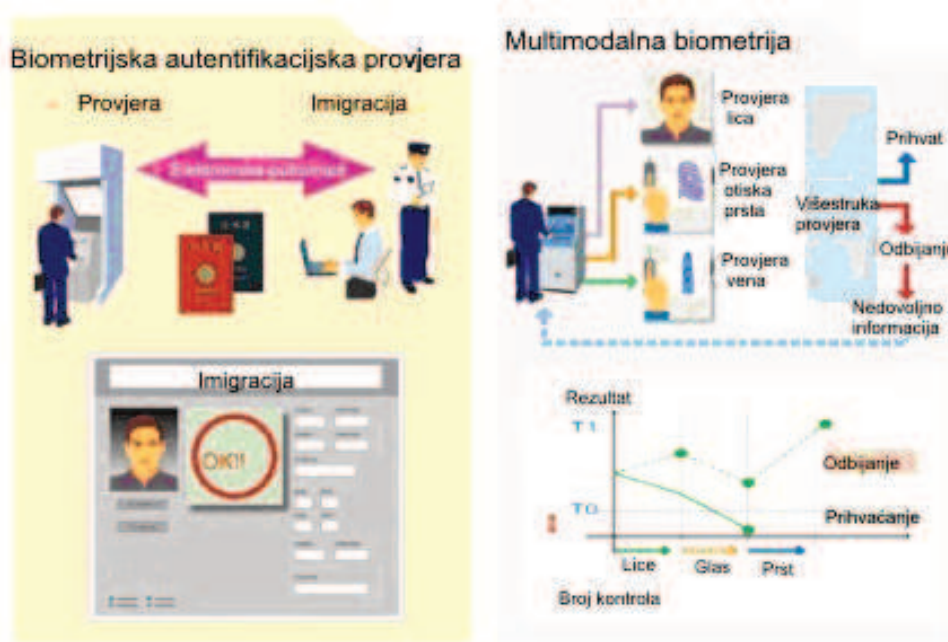 Biometrijska autentifikacijska provjera
Provjera
Imigracija
Imigracija
OK!!
Multimodalna biometrija
Provjera
lica
Provjera
otiska
prsta
Provjera
vena
Višestruka
provjera
Prihvat
Odbijanje
Nedovoljno
informacija
Rezultat
T1
T0
Odbijanje
Prihvaćanje
Lice
Glas
Prst
Broj kontrola